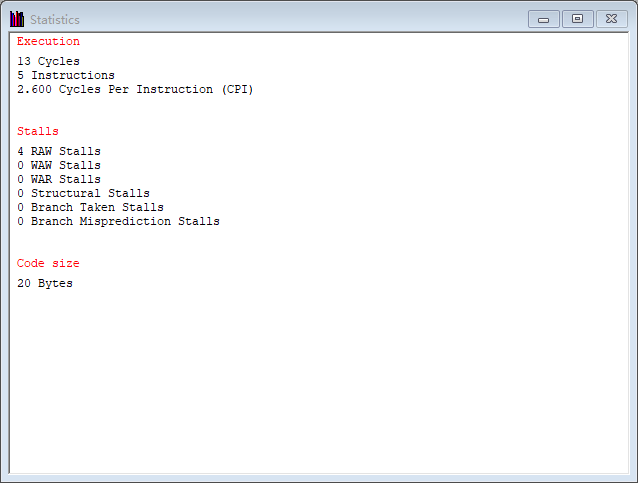 Statistics
Execution
13 Cycles
5 Instructions
2.600 Cycles Per Instruction (CPI)
Stalls
4 RAW Stalls
0 WAW Stalls
0 WAR Stalls
0 Structural Stalls
0 Branch Taken Stalls
0 Branch Misprediction Stalls
Code size
20 Bytes